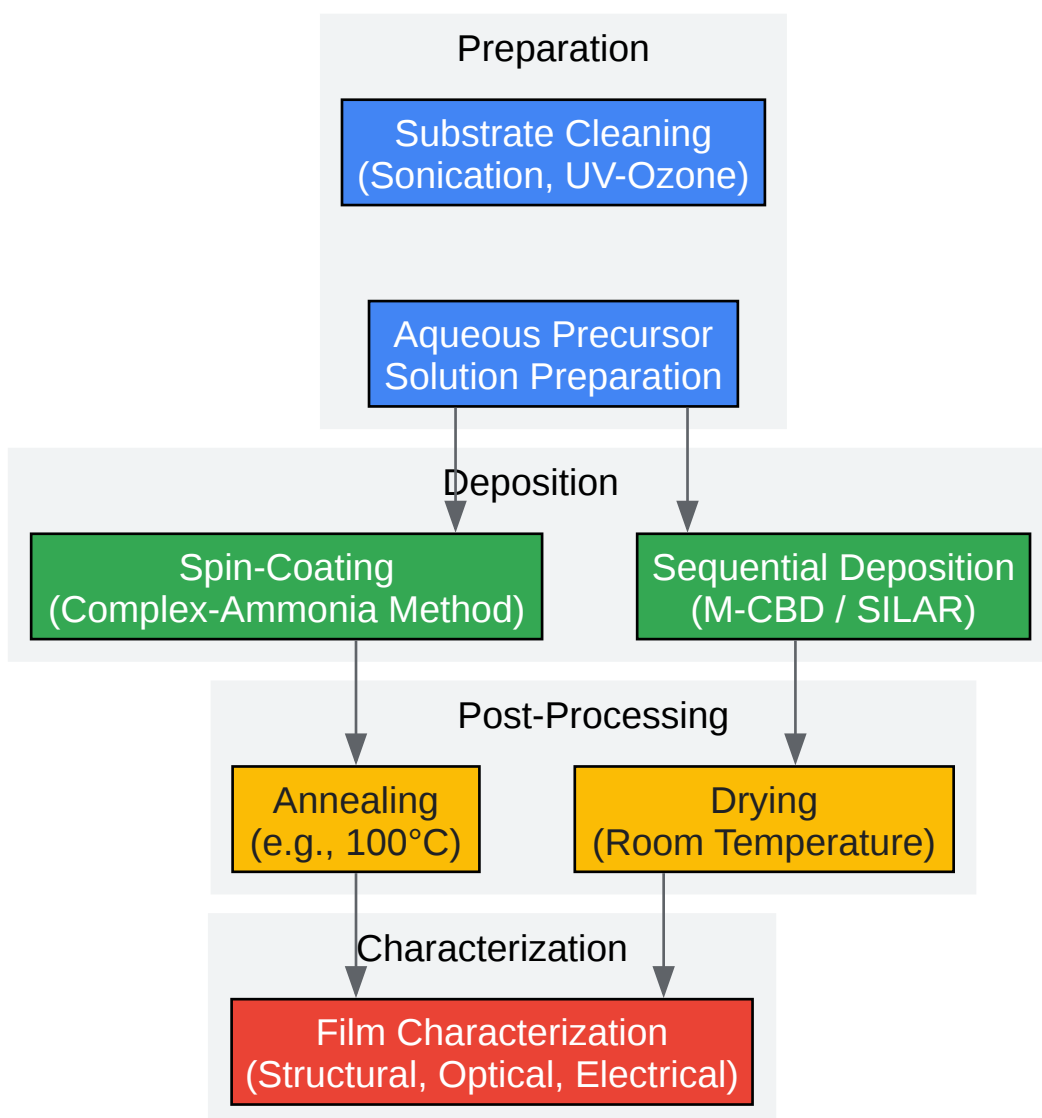 Preparation
Substrate Cleaning
(Sonication, UV-Ozone)
Aqueous Precursor
Solution Preparation
Deposition
Spin-Coating
(Complex-Ammonia Method)
Sequential Deposition
(M-CBD / SILAR)
Post-Processing
Annealing
(e.g., 100°C)
Drying
(Room Temperature)
Characterization
Film Characterization
(Structural, Optical, Electrical)